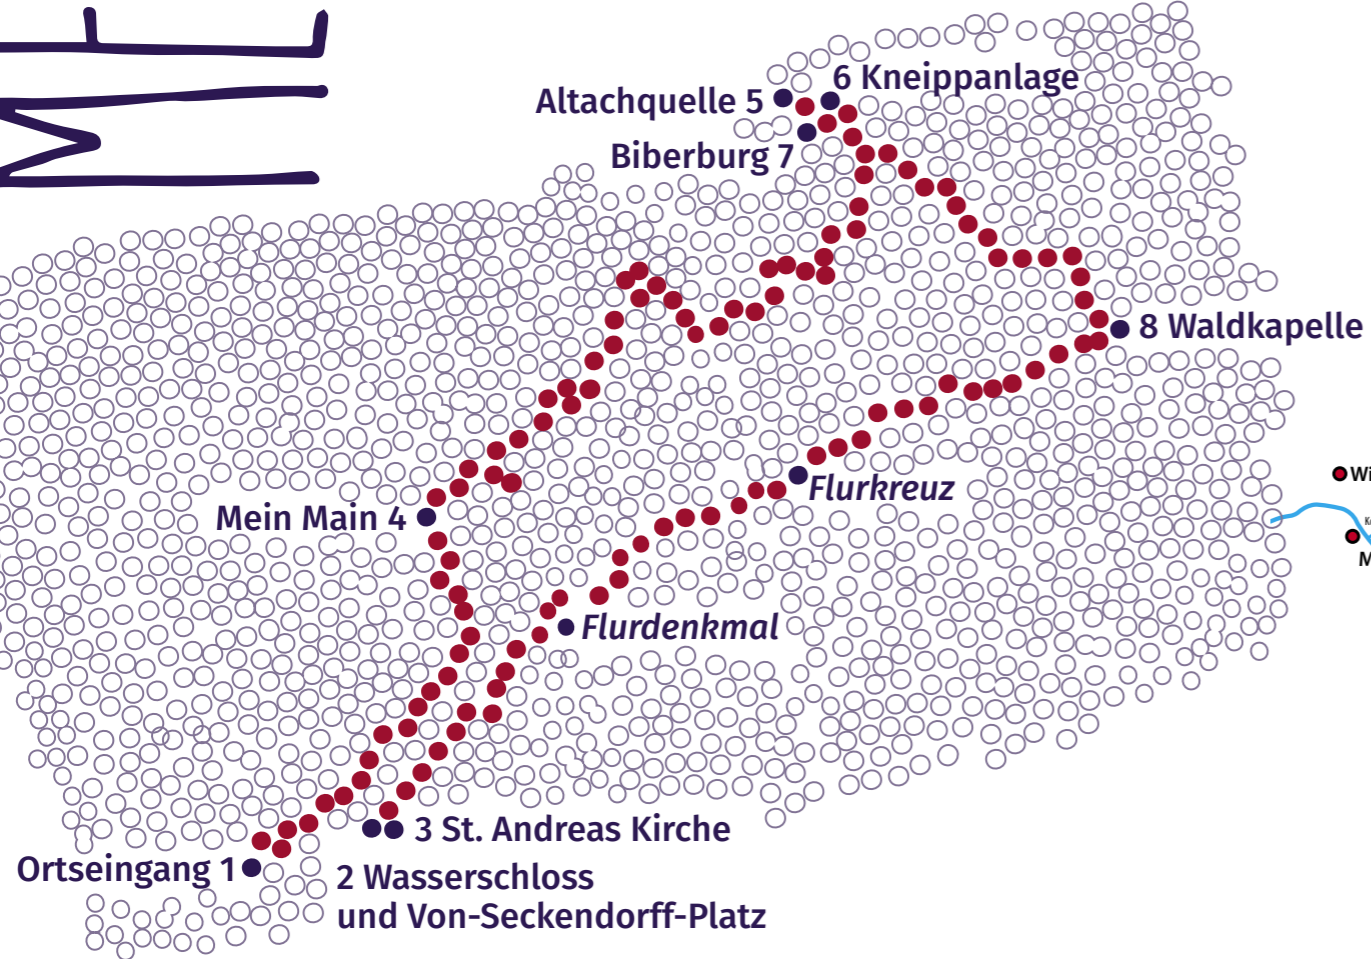 6 Kneippanlage
Altachquelle 5
Biberburg 7
8 Waldkapelle
Flurkreuz
Mein Main 4
Flurdenkmal
3 St. Andreas Kirche
Ortseingang 1
2 Wasserschloss
und Von-Seckendorff-Platz